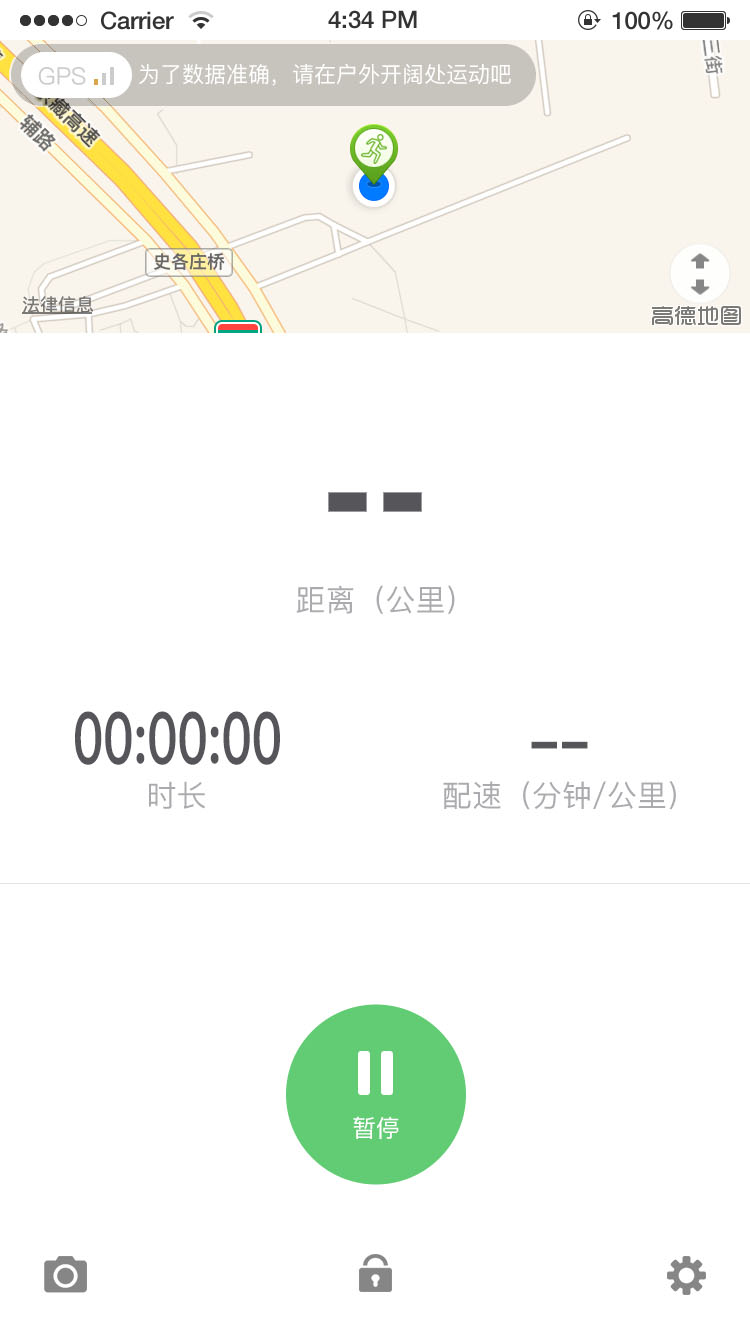 Carrier 4:34 PM 100%
GPS 为了数据准确，请在户外开阔处运动吧
三街
藏高速
辅路
史各庄桥
法律信息
高德地图
--
距离（公里）
00:00:00 --
时长 配速（分钟/公里）
暂停